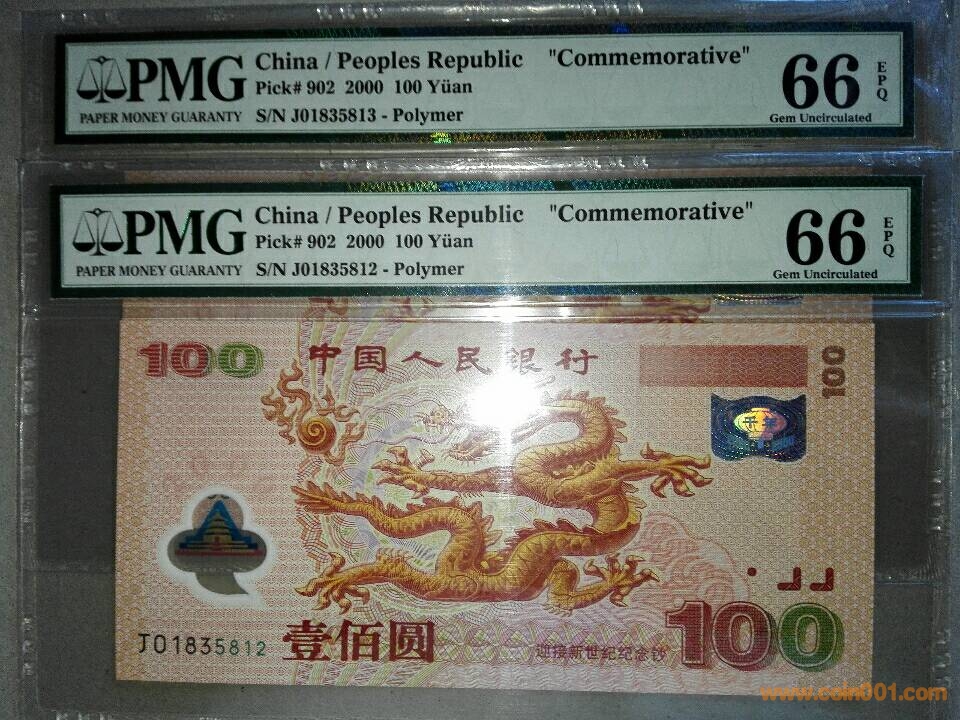 PMG
PAPER MONEY GUARANTY
China / Peoples Republic "Commemorative"
Pick# 902 2000 100 Yüan
S/N J01835813 - Polymer
66
EPQ
Gem Uncirculated
PMG
PAPER MONEY GUARANTY
China / Peoples Republic "Commemorative"
Pick# 902 2000 100 Yüan
S/N J01835812 - Polymer
66
EPQ
Gem Uncirculated
100
中国人民银行
100
J01835812
壹佰圆
迎接新世纪纪念钞
100
www.coin001.com